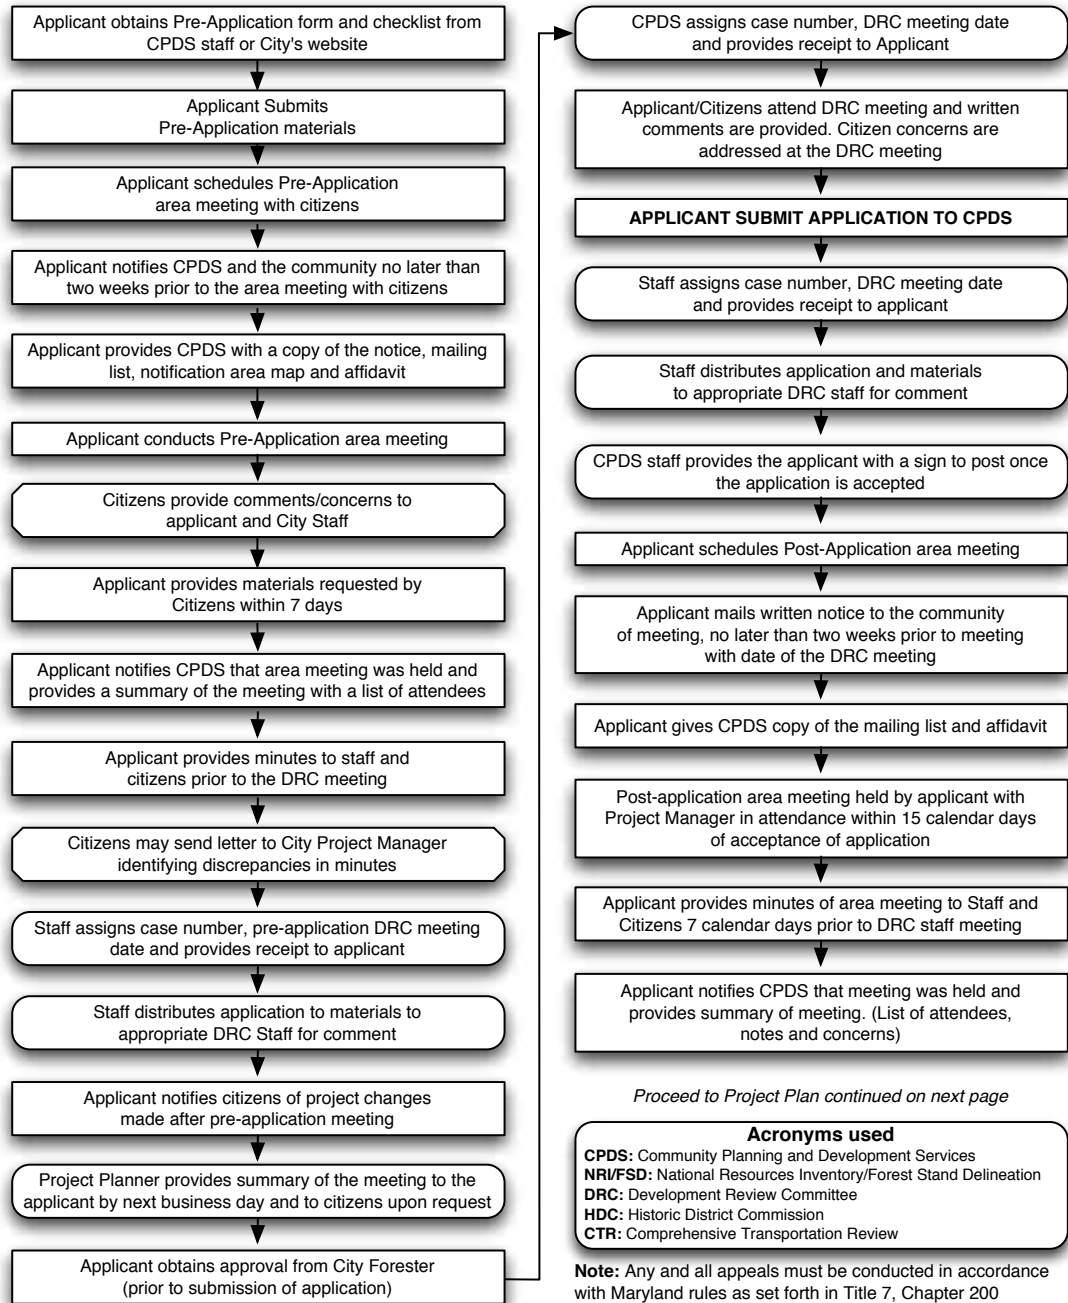 Applicant obtains Pre-Application form and checklist from
CPDS staff or City's website
Applicant Submits
Pre-Application materials
Applicant schedules Pre-Application
area meeting with citizens
Applicant notifies CPDS and the community no later than
two weeks prior to the area meeting with citizens
Applicant provides CPDS with a copy of the notice, mailing
list, notification area map and affidavit
Applicant conducts Pre-Application area meeting
Citizens provide comments/concerns to
applicant and City Staff
Applicant provides materials requested by
Citizens within 7 days
Applicant notifies CPDS that area meeting was held and
provides a summary of the meeting with a list of attendees
Applicant provides minutes to staff and
citizens prior to the DRC meeting
Citizens may send letter to City Project Manager
identifying discrepancies in minutes
Staff assigns case number, pre-application DRC meeting
date and provides receipt to applicant
Staff distributes application to materials to
appropriate DRC Staff for comment
Applicant notifies citizens of project changes
made after pre-application meeting
Project Planner provides summary of the meeting to the
applicant by next business day and to citizens upon request
Applicant obtains approval from City Forester
(prior to submission of application)
CPDS assigns case number, DRC meeting date
and provides receipt to Applicant
Applicant/Citizens attend DRC meeting and written
comments are provided. Citizen concerns are
addressed at the DRC meeting
APPLICANT SUBMIT APPLICATION TO CPDS
Staff assigns case number, DRC meeting date
and provides receipt to applicant
Staff distributes application and materials
to appropriate DRC staff for comment
CPDS staff provides the applicant with a sign to post once
the application is accepted
Applicant schedules Post-Application area meeting
Applicant mails written notice to the community
of meeting, no later than two weeks prior to meeting
with date of the DRC meeting
Applicant gives CPDS copy of the mailing list and affidavit
Post-application area meeting held by applicant with
Project Manager in attendance within 15 calendar days
of acceptance of application
Applicant provides minutes of area meeting to Staff and
Citizens 7 calendar days prior to DRC staff meeting
Applicant notifies CPDS that meeting was held and
provides summary of meeting. (List of attendees,
notes and concerns)
Proceed to Project Plan continued on next page
Acronyms used
CPDS: Community Planning and Development Services
NRI/FSD: National Resources Inventory/Forest Stand Delineation
DRC: Development Review Committee
HDC: Historic District Commission
CTR: Comprehensive Transportation Review
Note: Any and all appeals must be conducted in accordance
with Maryland rules as set forth in Title 7, Chapter 200